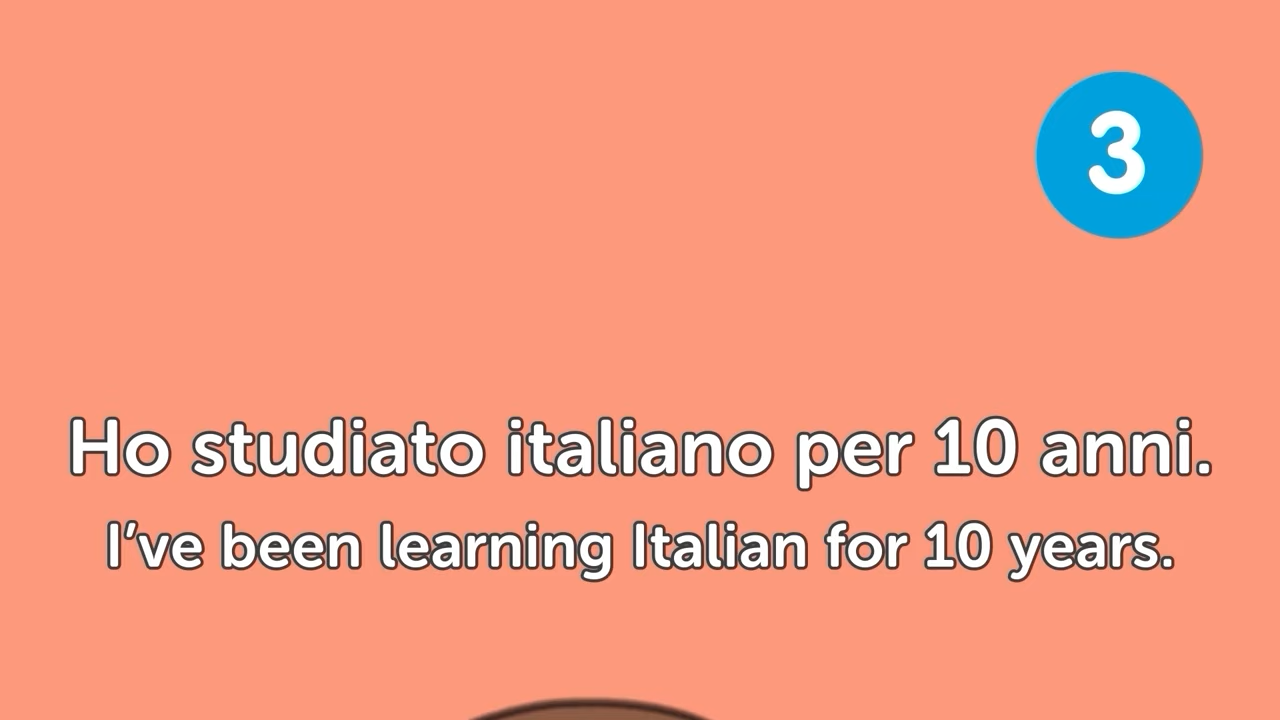 3
Ho studiato italiano per 10 anni.
I’ve been learning Italian for 10 years.